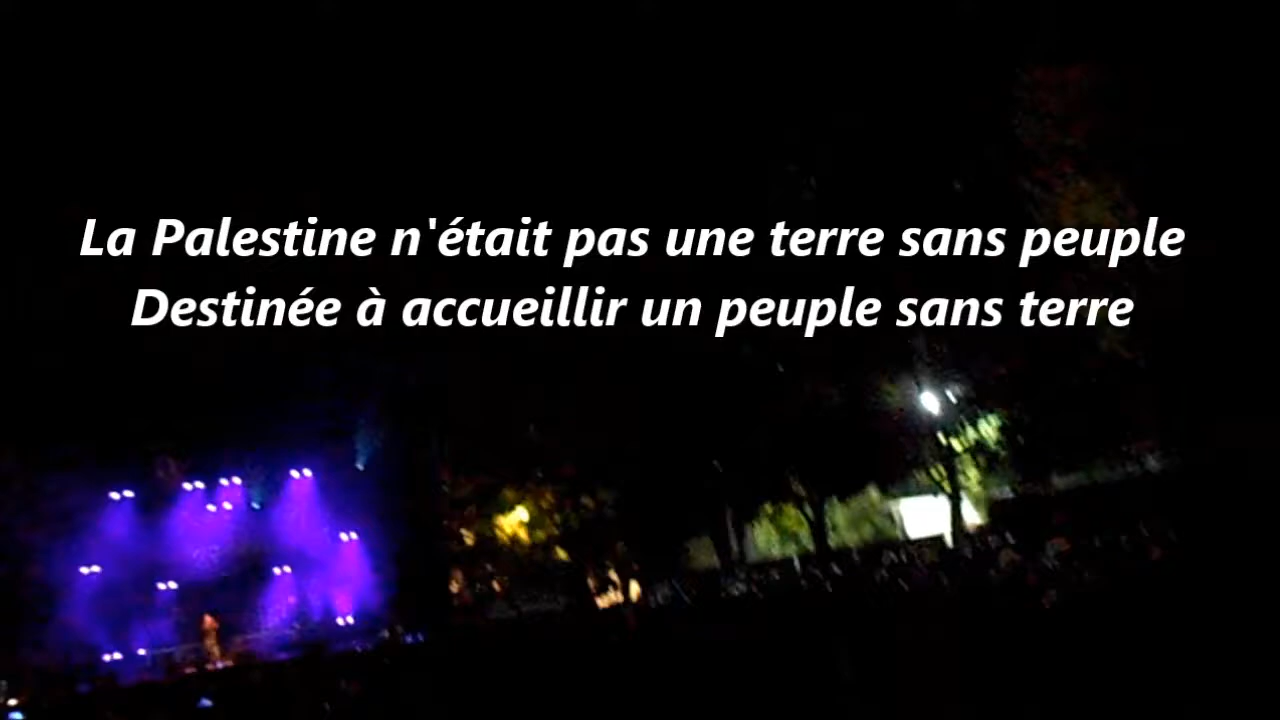 La Palestine n'était pas une terre sans peuple
Destinée à accueillir un peuple sans terre